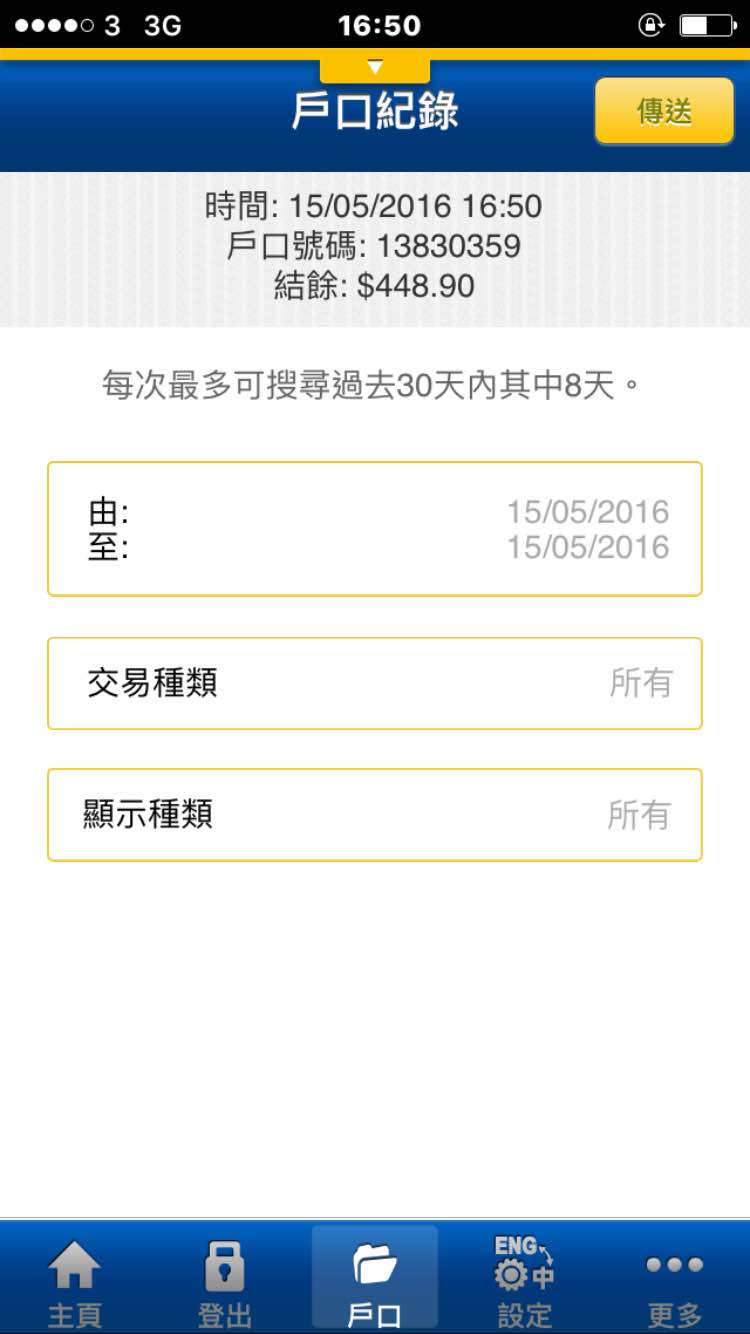 3 3G 16:50
戶口紀錄
傳送
時間: 15/05/2016 16:50
戶口號碼: 13830359
結餘: $448.90
每次最多可搜尋過去30天內其中8天。
由: 15/05/2016
至: 15/05/2016
交易種類 所有
顯示種類 所有
ENG 中
主頁 登出 戶口 設定 更多